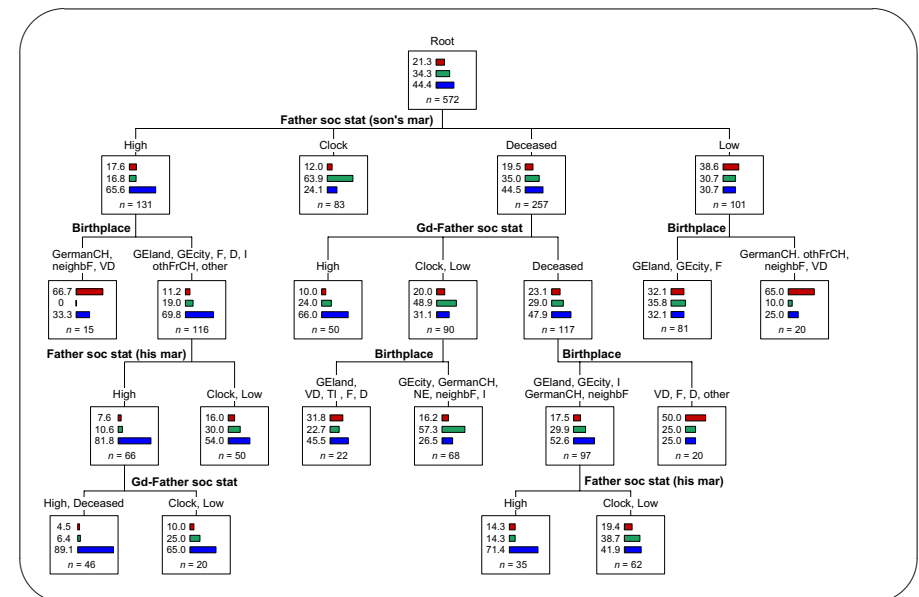 Root
21.3
34.3
44.4
n = 572
Father soc stat (son's mar)
High
17.6
16.8
65.6
n = 131
Clock
12.0
63.9
24.1
n = 83
Deceased
19.5
35.0
44.5
n = 257
Low
38.6
30.7
30.7
n = 101
Birthplace
GermanCH,
neighbF, VD
66.7
0
33.3
n = 15
GEland, GEcity, F, D, I
othFrCH, other
11.2
19.0
69.8
n = 116
Gd-Father soc stat
High
10.0
24.0
66.0
n = 50
Clock, Low
20.0
48.9
31.1
n = 90
Deceased
23.1
29.0
47.9
n = 117
Birthplace
GEland, GEcity, F
32.1
35.8
32.1
n = 81
GermanCH. othFrCH,
neighbF, VD
65.0
10.0
25.0
n = 20
Father soc stat (his mar)
High
7.6
10.6
81.8
n = 66
Clock, Low
16.0
30.0
54.0
n = 50
Birthplace
GEland,
VD, TI , F, D
31.8
22.7
45.5
n = 22
GEcity, GermanCH,
NE, neighbF, I
16.2
57.3
26.5
n = 68
Birthplace
GEland, GEcity, I
GermanCH, neighbF
17.5
29.9
52.6
n = 97
VD, F, D, other
50.0
25.0
25.0
n = 20
Gd-Father soc stat
High, Deceased
4.5
6.4
89.1
n = 46
Clock, Low
10.0
25.0
65.0
n = 20
Father soc stat (his mar)
High
14.3
14.3
71.4
n = 35
Clock, Low
19.4
38.7
41.9
n = 62